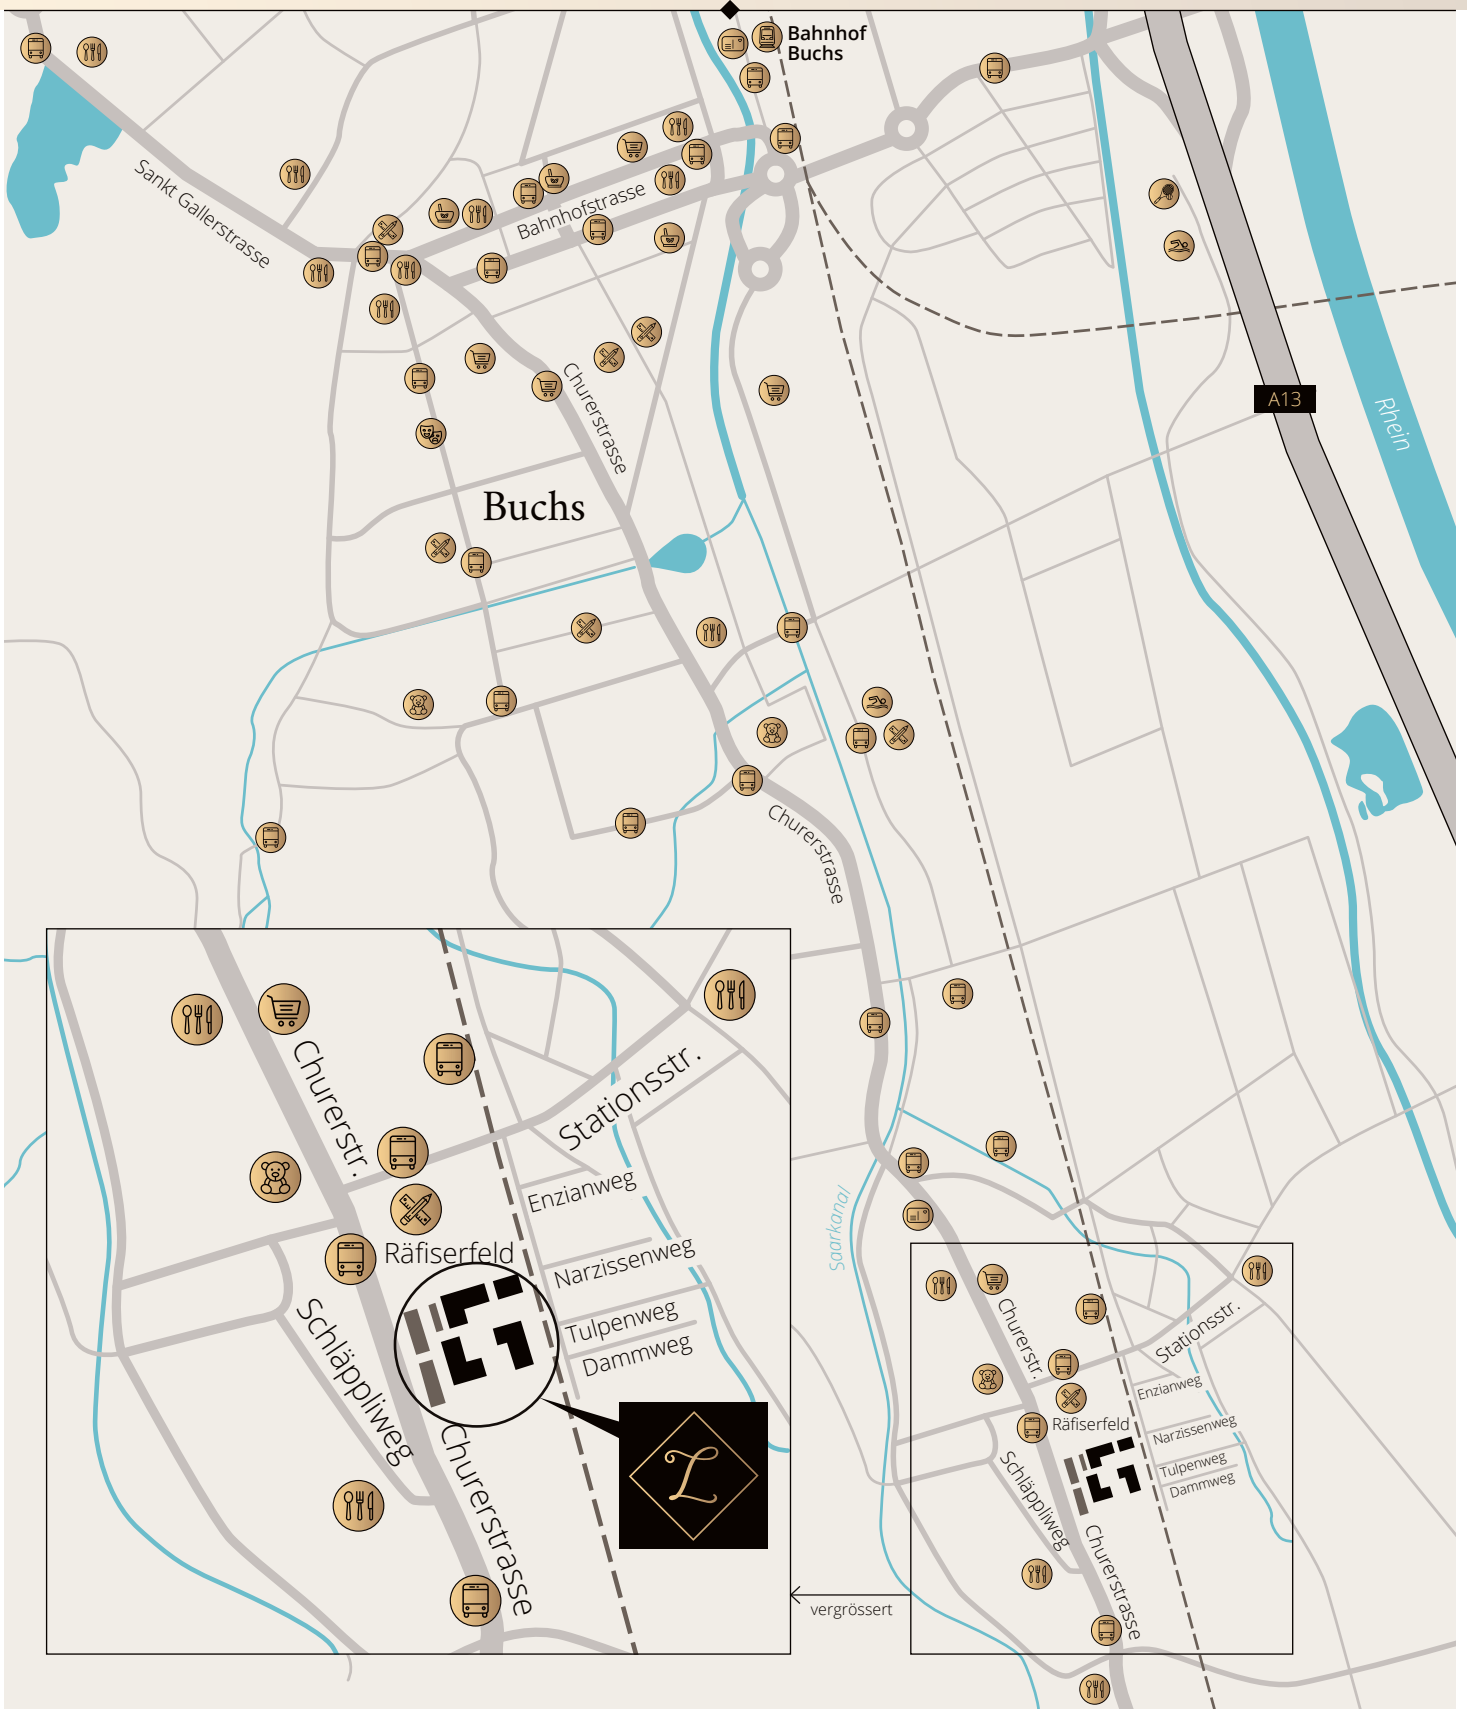 Bahnhof
Buchs
Sankt Gallerstrasse
Bahnhofstrasse
Churerstrasse
A13
Rhein
Buchs
Churerstrasse
Churerstr.
Stationsstr.
Enzianweg
Räfiserfeld
Narzissenweg
Schläppliweg
Tulpenweg
Dammweg
L
Churerstrasse
Saarkanal
Churerstr.
Stationsstr.
Enzianweg
Räfiserfeld
Narzissenweg
Schläppliweg
Tulpenweg
Dammweg
Churerstrasse
vergrössert